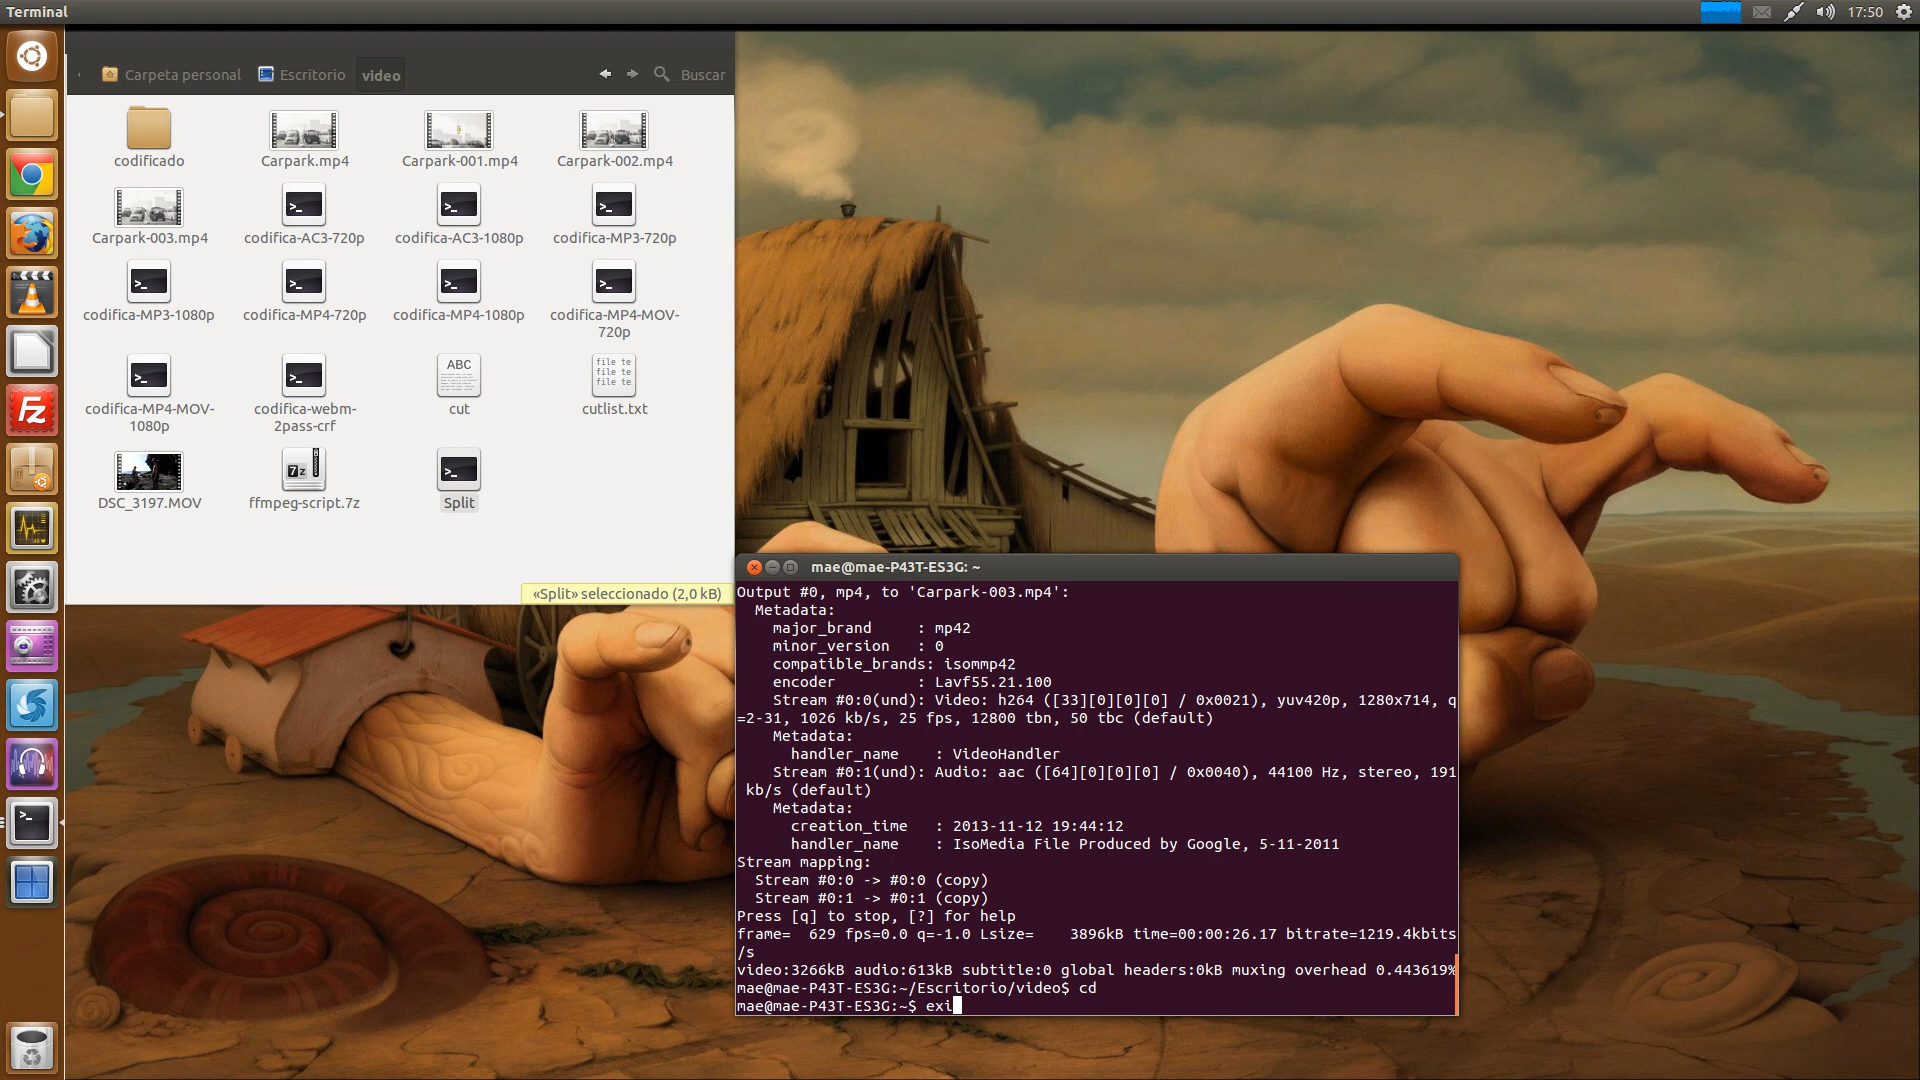 Terminal
17:50
Carpeta personal
Escritorio
video
Buscar
codificado
Carpark.mp4
Carpark-001.mp4
Carpark-002.mp4
Carpark-003.mp4
codifica-AC3-720p
codifica-AC3-1080p
codifica-MP3-720p
codifica-MP3-1080p
codifica-MP4-720p
codifica-MP4-1080p
codifica-MP4-MOV-
720p
codifica-MP4-MOV-
1080p
codifica-webm-
2pass-crf
ABC
cut
file te
file te
file te
cutlist.txt
DSC_3197.MOV
7z
ffmpeg-script.7z
Split
«Split» seleccionado (2,0 kB)
Fz
mae@mae-P43T-ES3G: ~
Output #0, mp4, to 'Carpark-003.mp4':
Metadata:
major_brand     : mp42
minor_version   : 0
compatible_brands: isommp42
encoder         : Lavf55.21.100
Stream #0:0(und): Video: h264 ([33][0][0][0] / 0x0021), yuv420p, 1280x714, q
=2-31, 1026 kb/s, 25 fps, 12800 tbn, 50 tbc (default)
Metadata:
handler_name    : VideoHandler
Stream #0:1(und): Audio: aac ([64][0][0][0] / 0x0040), 44100 Hz, stereo, 191
kb/s (default)
Metadata:
creation_time   : 2013-11-12 19:44:12
handler_name    : IsoMedia File Produced by Google, 5-11-2011
Stream mapping:
Stream #0:0 -> #0:0 (copy)
Stream #0:1 -> #0:1 (copy)
Press [q] to stop, [?] for help
frame=  629 fps=0.0 q=-1.0 Lsize=    3896kB time=00:00:26.17 bitrate=1219.4kbits
/s
video:3266kB audio:613kB subtitle:0 global headers:0kB muxing overhead 0.443619%
mae@mae-P43T-ES3G:~/Escritorio/video$ cd
mae@mae-P43T-ES3G:~$ exi